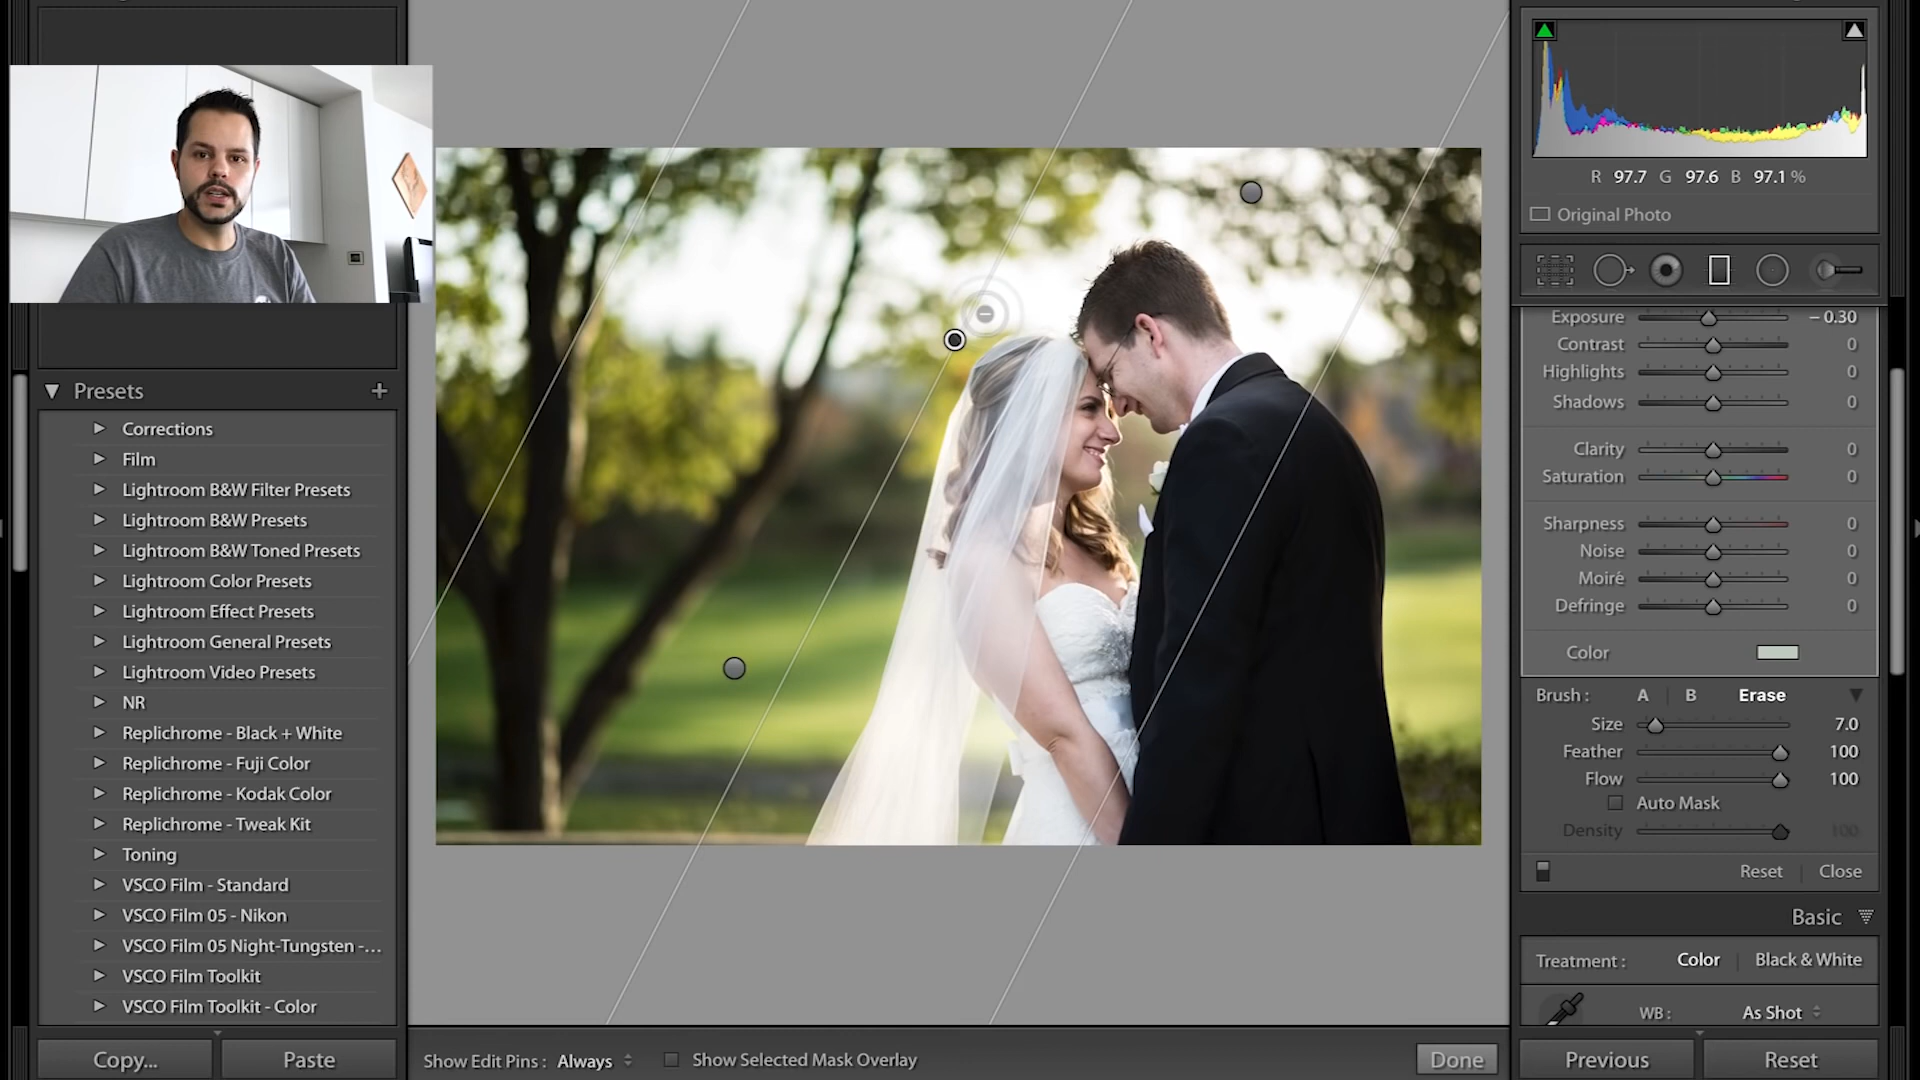 Presets +
Corrections
Film
Lightroom B&W Filter Presets
Lightroom B&W Presets
Lightroom B&W Toned Presets
Lightroom Color Presets
Lightroom Effect Presets
Lightroom General Presets
Lightroom Video Presets
NR
Replichrome - Black + White
Replichrome - Fuji Color
Replichrome - Kodak Color
Replichrome - Tweak Kit
Toning
VSCO Film - Standard
VSCO Film 05 - Nikon
VSCO Film 05 Night-Tungsten -...
VSCO Film Toolkit
VSCO Film Toolkit - Color
Copy... Paste
Show Edit Pins : Always Show Selected Mask Overlay Done
R 97.7 G 97.6 B 97.1 %
Original Photo
Exposure – 0.30
Contrast 0
Highlights 0
Shadows 0
Clarity 0
Saturation 0
Sharpness 0
Noise 0
Moiré 0
Defringe 0
Color
Brush : A | B Erase
Size 7.0
Feather 100
Flow 100
Auto Mask
Density 100
Reset | Close
Basic
Treatment : Color | Black & White
WB : As Shot
Previous Reset